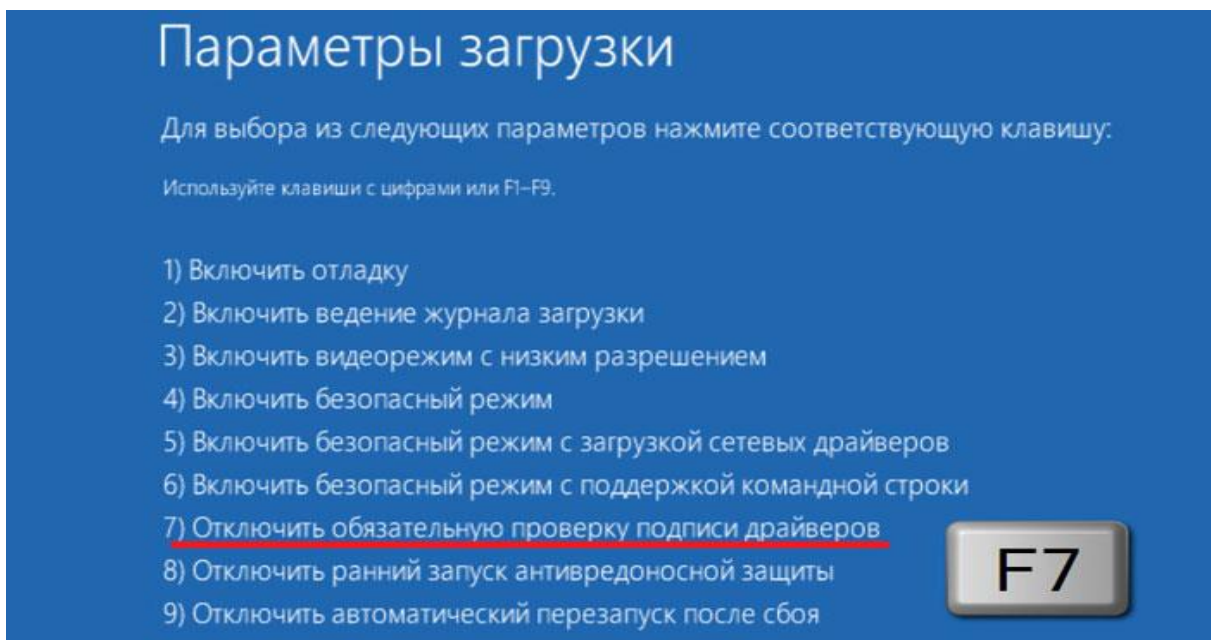 Параметры загрузки
Для выбора из следующих параметров нажмите соответствующую клавишу:
Используйте клавиши с цифрами или F1–F9.
1) Включить отладку
2) Включить ведение журнала загрузки
3) Включить видеорежим с низким разрешением
4) Включить безопасный режим
5) Включить безопасный режим с загрузкой сетевых драйверов
6) Включить безопасный режим с поддержкой командной строки
7) Отключить обязательную проверку подписи драйверов
F7
8) Отключить ранний запуск антивредоносной защиты
9) Отключить автоматический перезапуск после сбоя